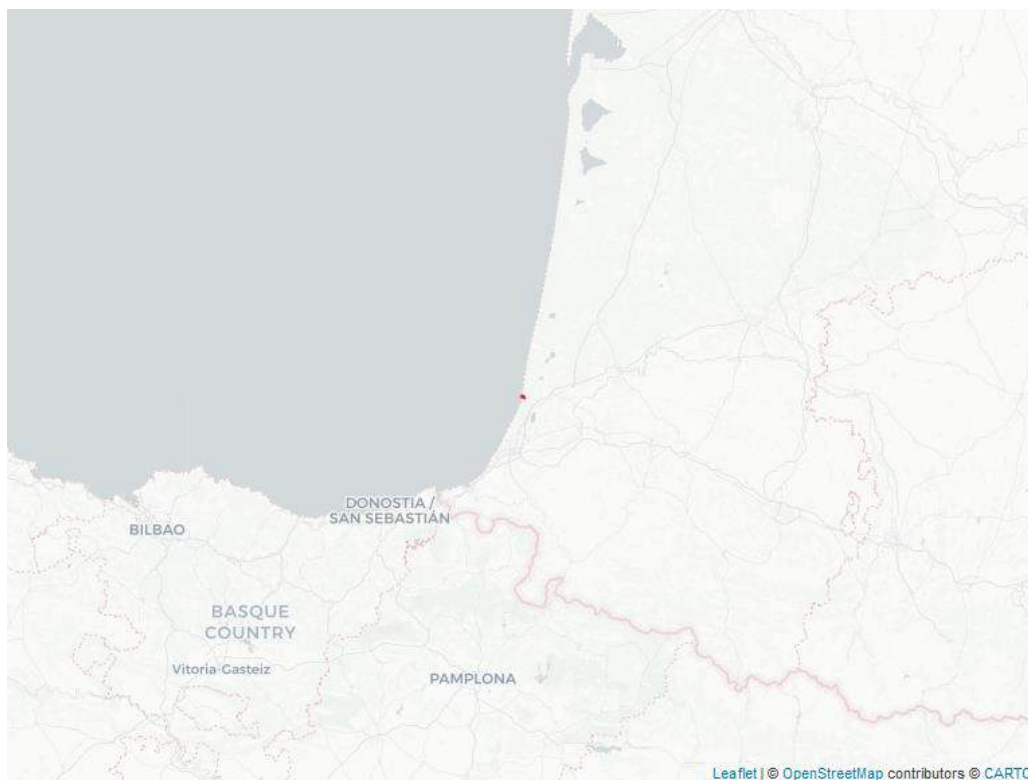 DONOSTIA /
SAN SEBASTIÁN
BILBAO
BASQUE
COUNTRY
Vitoria-Gasteiz
PAMPLONA
Leaflet | © OpenStreetMap contributors © CARTO